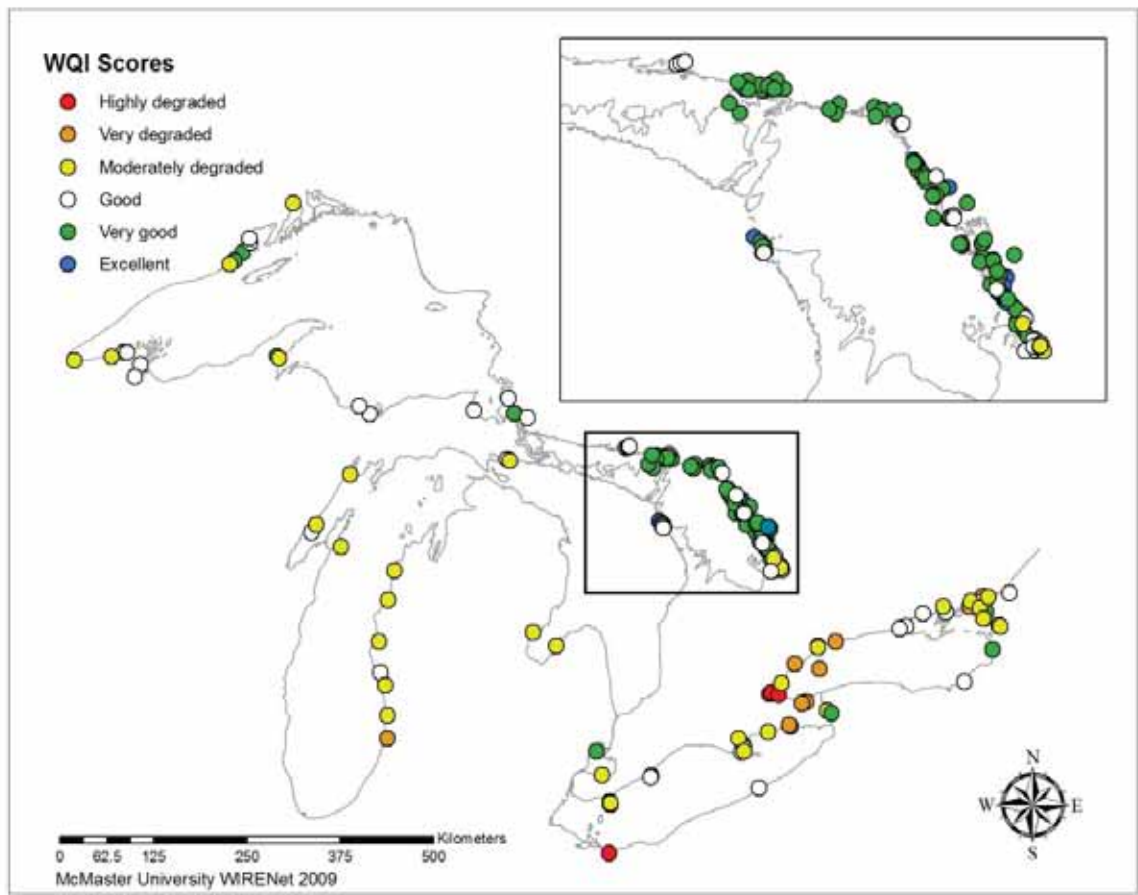 WQI Scores
Highly degraded
Very degraded
Moderately degraded
Good
Very good
Excellent
N
W E
S
Kilometers
0 62.5 125 250 375 500
McMaster University WIRENet 2009